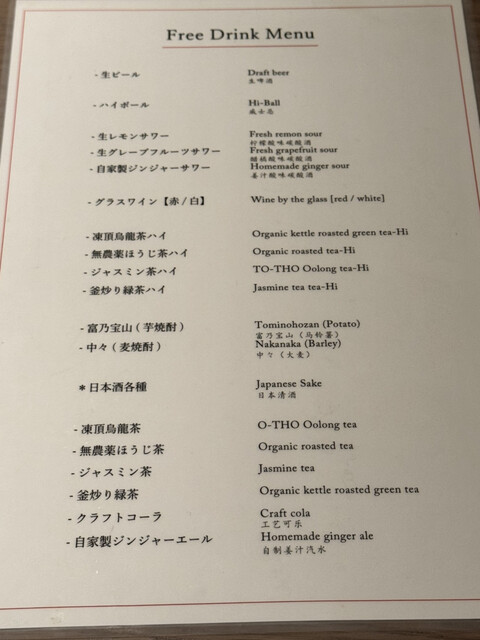 Free Drink Menu
- 生ビール Draft beer
生啤酒
- ハイボール Hi-Ball
威士忌
- 生レモンサワー Fresh remon sour
柠檬酸味碳酸酒
- 生グレープフルーツサワー Fresh grapefruit sour
醋槁酸味碳酸酒
- 自家製ジンジャーサワー Homemade ginger sour
姜汁酸味碳酸酒
- グラスワイン【赤 / 白】 Wine by the glass [red / white]
- 凍頂烏龍茶ハイ Organic kettle roasted green tea-Hi
- 無農薬ほうじ茶ハイ Organic roasted tea-Hi
- ジャスミン茶ハイ TO-THO Oolong tea-Hi
- 釜炒り緑茶ハイ Jasmine tea tea-Hi
- 富乃宝山 ( 芋焼酎 ) Tominohozan (Potato)
富乃宝山（马铃薯）
- 中々 ( 麦焼酎 ) Nakanaka (Barley)
中々（大麦）
＊日本酒各種 Japanese Sake
日本清酒
- 凍頂烏龍茶 O-THO Oolong tea
- 無農薬ほうじ茶 Organic roasted tea
- ジャスミン茶 Jasmine tea
- 釜炒り緑茶 Organic kettle roasted green tea
- クラフトコーラ Craft cola
工艺可乐
- 自家製ジンジャーエール Homemade ginger ale
自制姜汁汽水